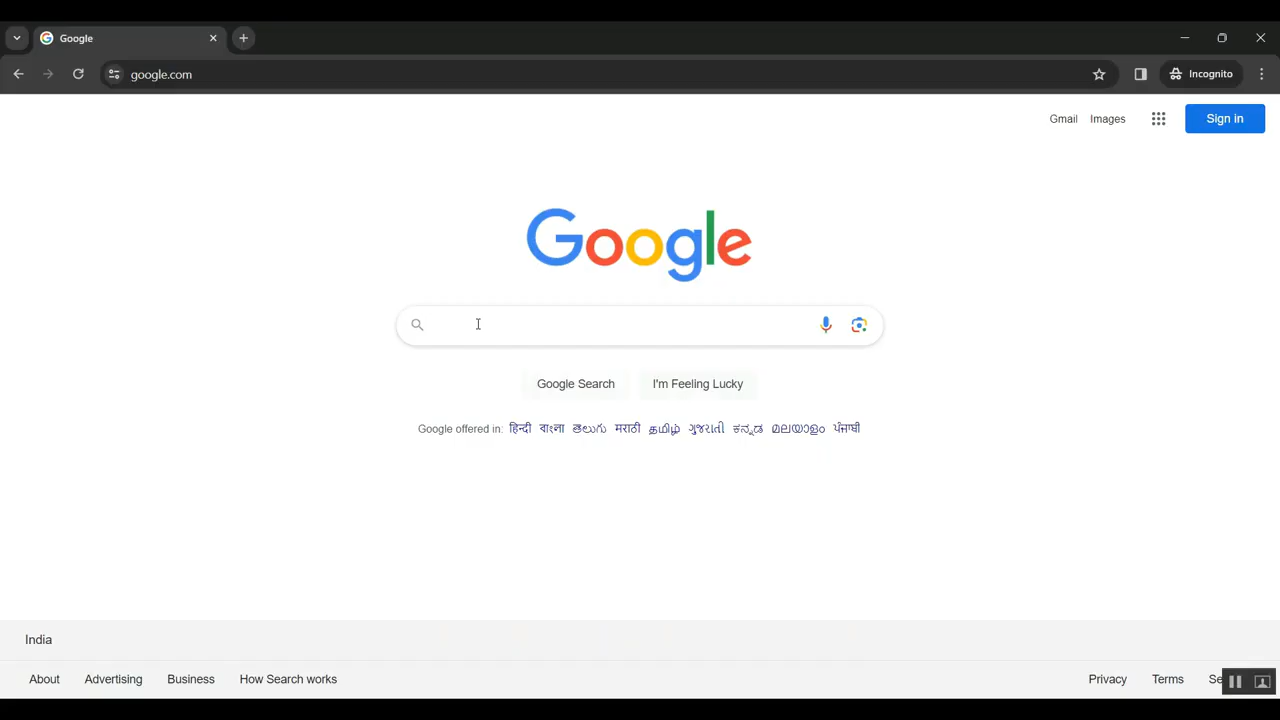 Google
google.com
Incognito
Gmail Images Sign in
Google
Google Search I'm Feeling Lucky
Google offered in: हिन्दी বাংলা తెలుగు मराठी தமிழ் ગુજરાતી ಕನ್ನಡ മലയാളം ਪੰਜਾਬੀ
India
About Advertising Business How Search works Privacy Terms Se